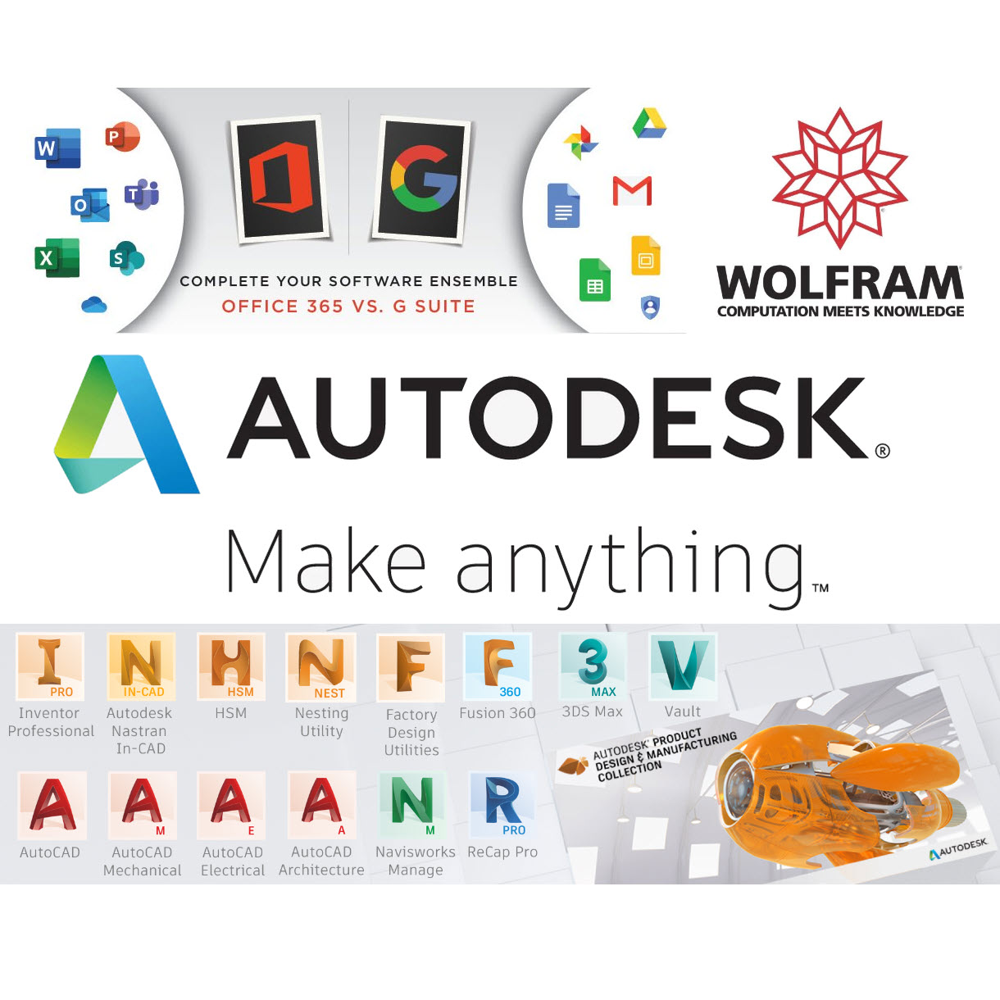 W
P
O
T
X
S
G
COMPLETE YOUR SOFTWARE ENSEMBLE
OFFICE 365 VS. G SUITE
WOLFRAM®
COMPUTATION MEETS KNOWLEDGE
AUTODESK®
Make anything™
I PRO
Inventor
Professional
N IN-CAD
Autodesk
Nastran
In-CAD
H HSM
HSM
N NEST
Nesting
Utility
F
Factory
Design
Utilities
F 360
Fusion 360
3 MAX
3DS Max
V
Vault
A
AutoCAD
A M
AutoCAD
Mechanical
A E
AutoCAD
Electrical
A A
AutoCAD
Architecture
N M
Navisworks
Manage
R PRO
ReCap Pro
AUTODESK® PRODUCT
DESIGN & MANUFACTURING
COLLECTION
AUTODESK.